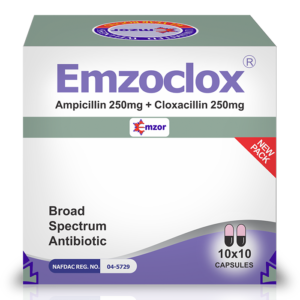 Emzoclox®
Ampicillin 250mg + Cloxacillin 250mg
Emzor
NEW
PACK
Broad
Spectrum
Antibiotic
10x10
CAPSULES
NAFDAC REG. NO. 04-5729